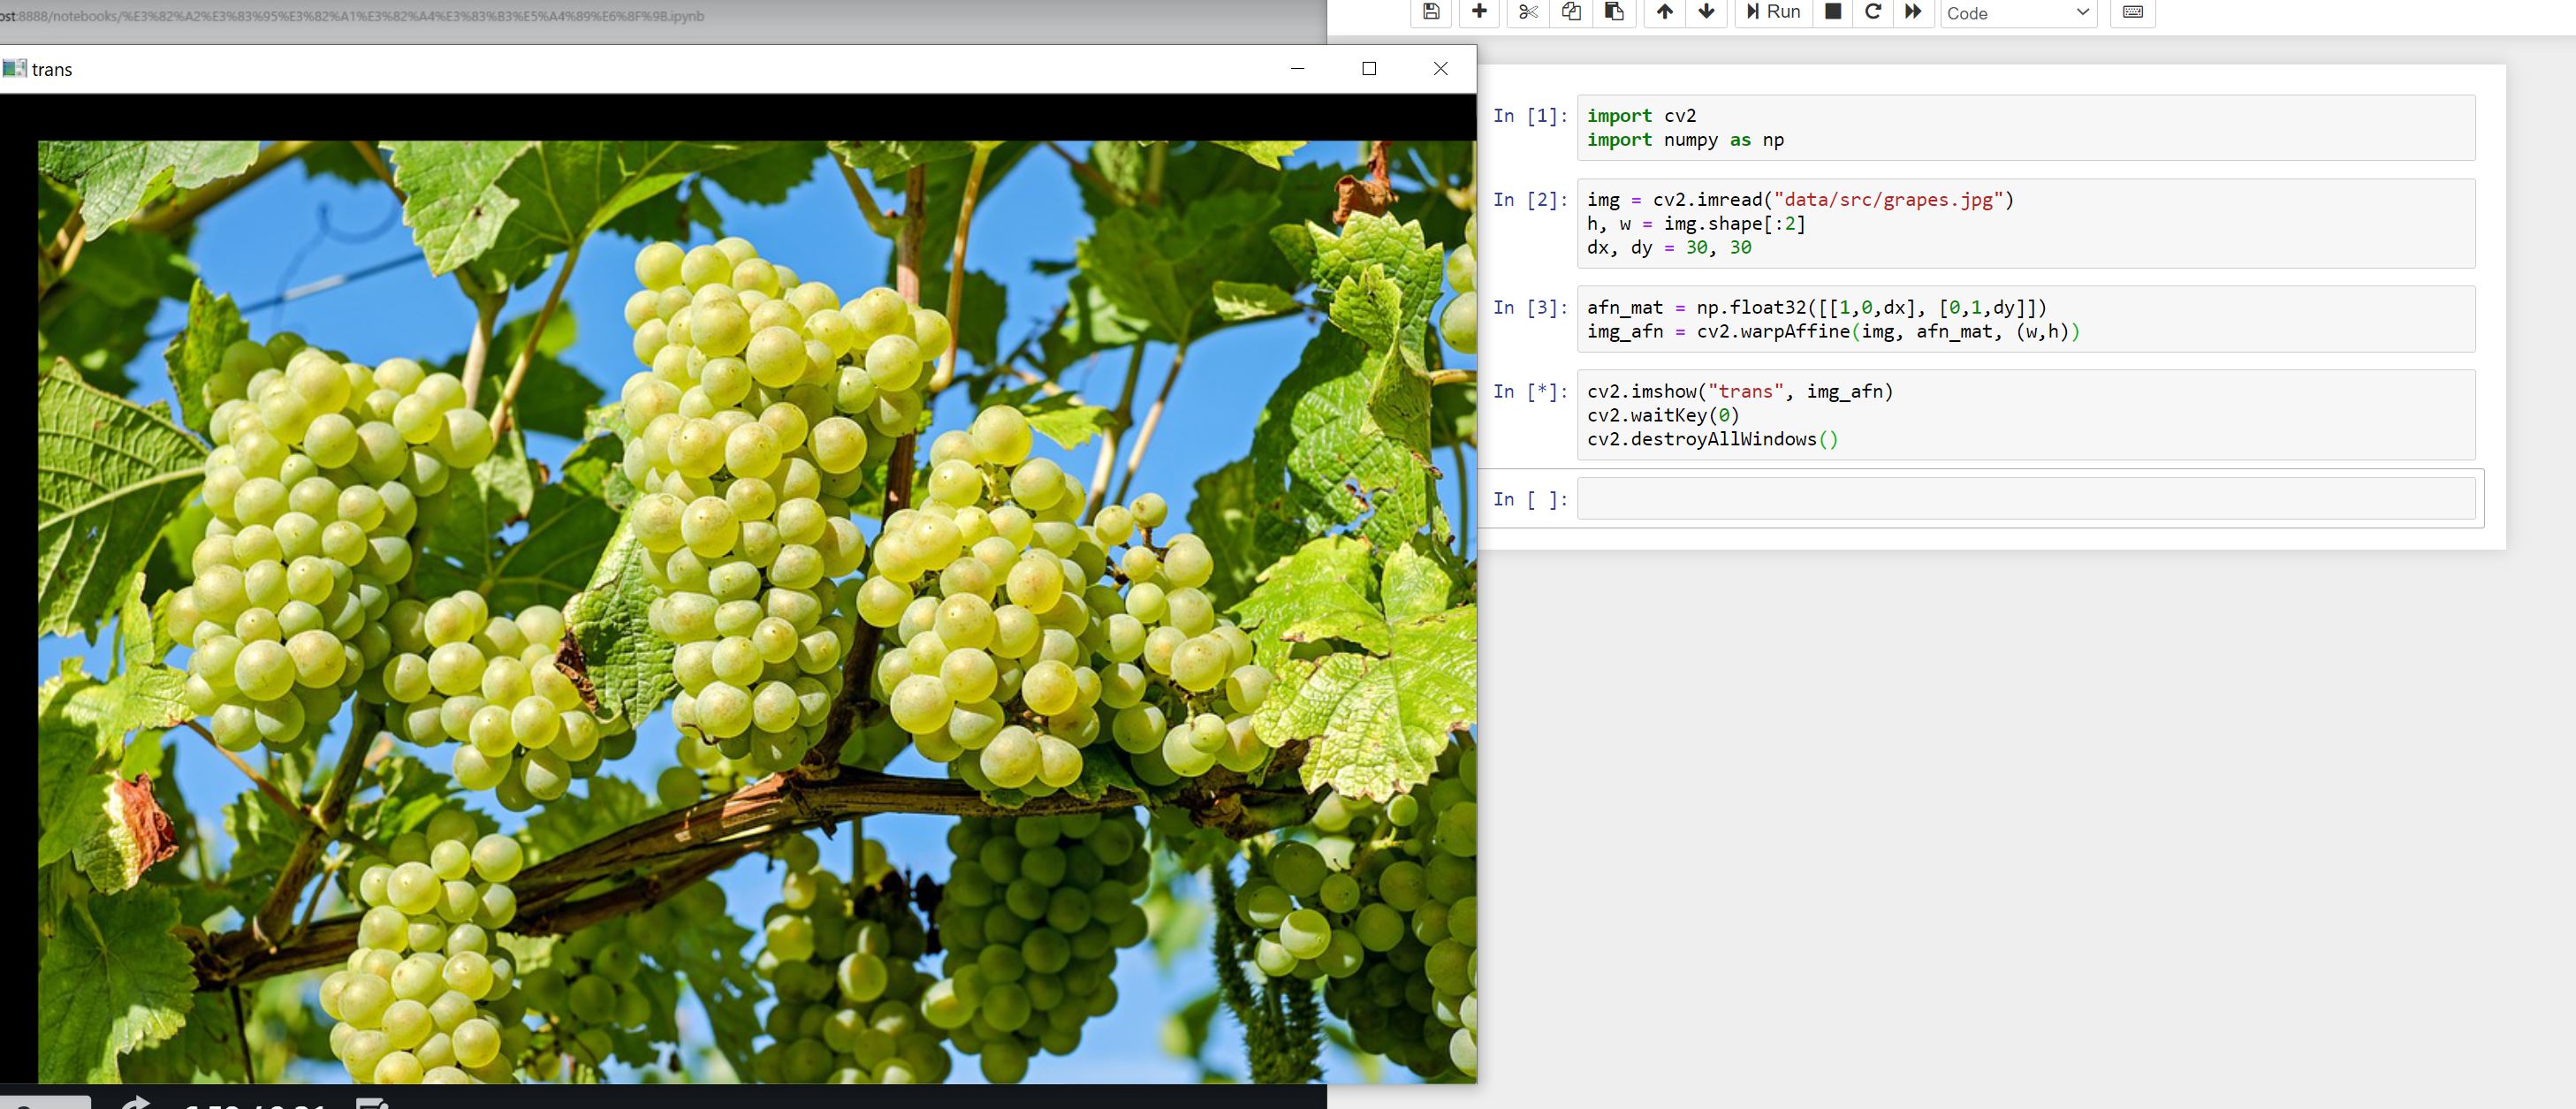 ost:8888/notebooks/%E3%82%A2%E3%83%95%E3%82%A1%E3%82%A4%E3%83%B3%E5%A4%89%E6%8F%9B.ipynb
Run
Code
trans
In [1]:
import cv2
import numpy as np
In [2]:
img = cv2.imread("data/src/grapes.jpg")
h, w = img.shape[:2]
dx, dy = 30, 30
In [3]:
afn_mat = np.float32([[1,0,dx], [0,1,dy]])
img_afn = cv2.warpAffine(img, afn_mat, (w,h))
In [*]:
cv2.imshow("trans", img_afn)
cv2.waitKey(0)
cv2.destroyAllWindows()
In [ ]: